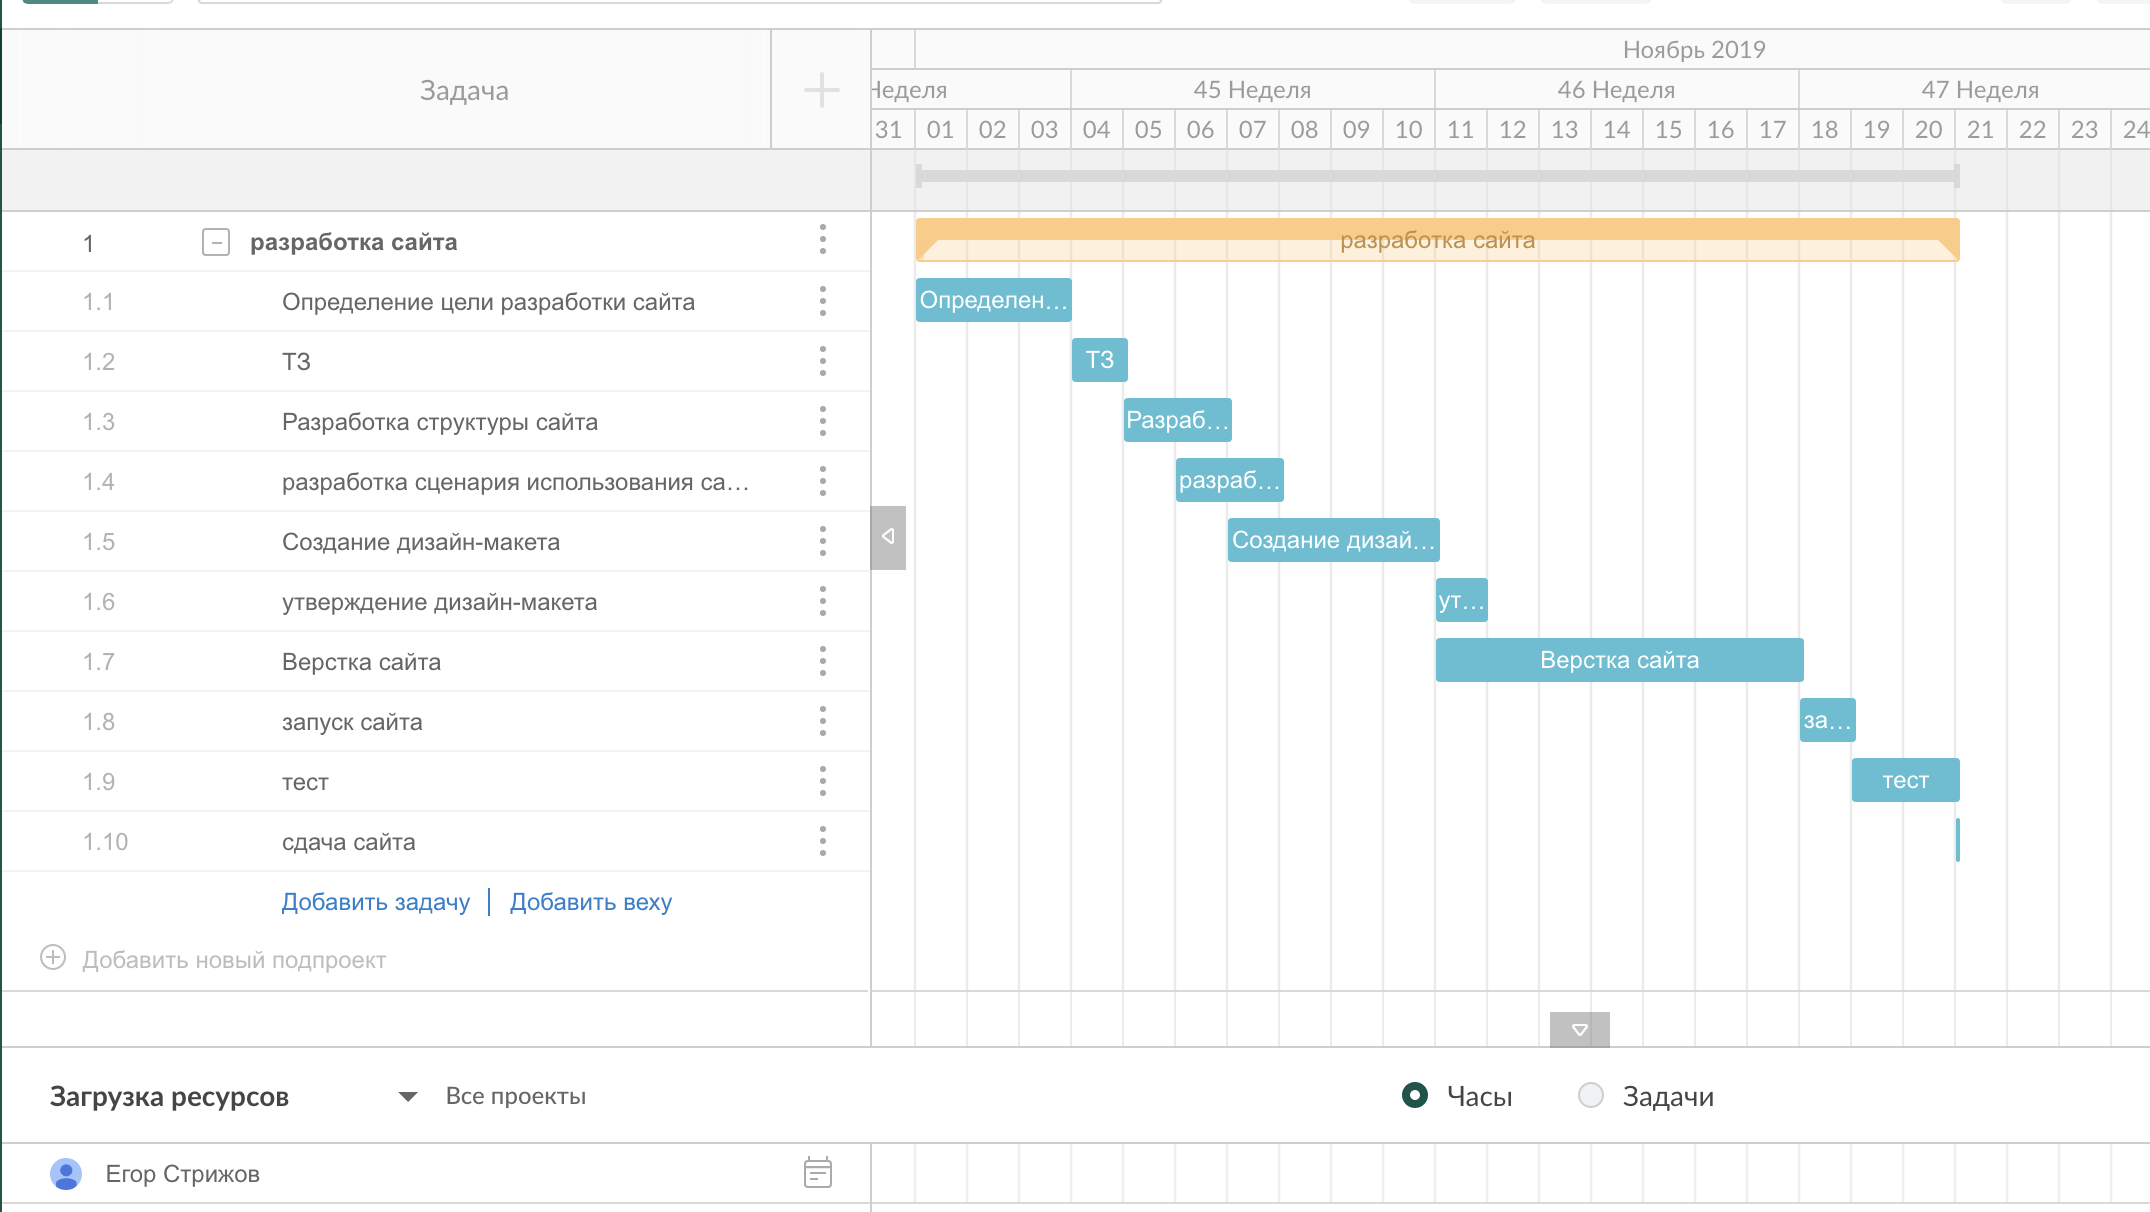 Ноябрь 2019
Задача
Неделя 45 Неделя 46 Неделя 47 Неделя
31 01 02 03 04 05 06 07 08 09 10 11 12 13 14 15 16 17 18 19 20 21 22 23 24
1 разработка сайта разработка сайта
1.1 Определение цели разработки сайта Определен...
1.2 ТЗ ТЗ
1.3 Разработка структуры сайта Разраб...
1.4 разработка сценария использования са... разраб...
1.5 Создание дизайн-макета Создание дизай...
1.6 утверждение дизайн-макета ут...
1.7 Верстка сайта Верстка сайта
1.8 запуск сайта за...
1.9 тест тест
1.10 сдача сайта
Добавить задачу | Добавить веху
Добавить новый подпроект
Загрузка ресурсов Все проекты Часы Задачи
Егор Стрижов